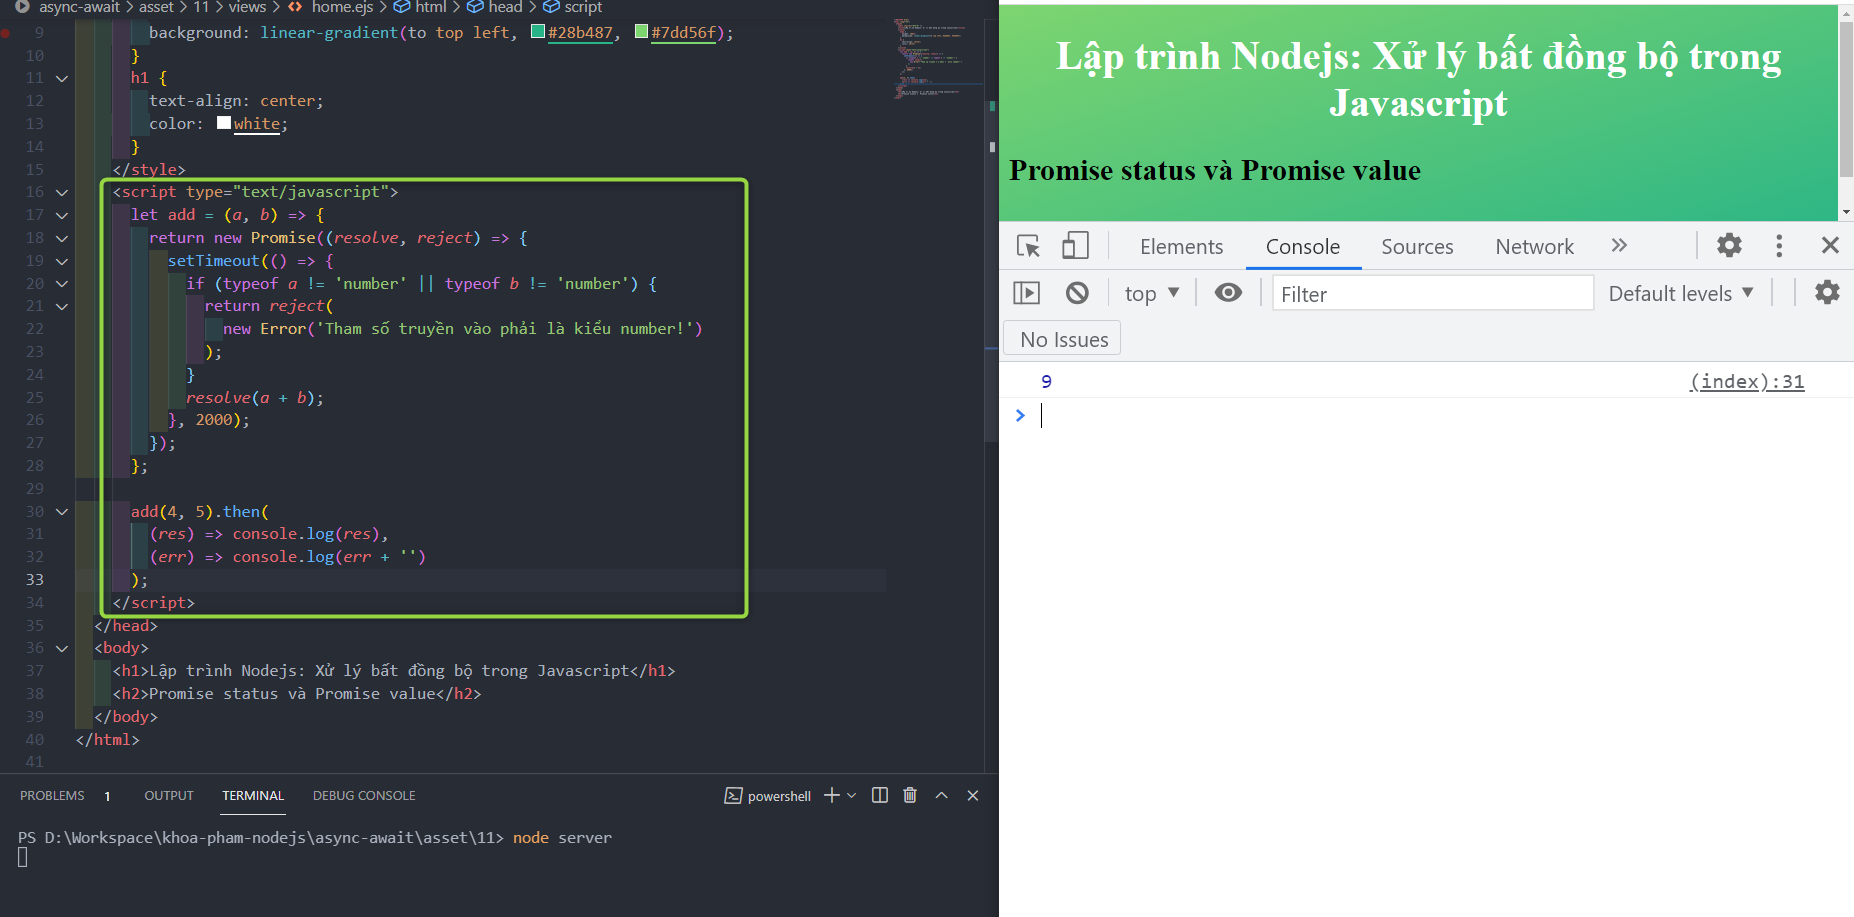 async-await > asset > 11 > views > <> home.ejs > html > head > script
9 background: linear-gradient(to top left, #28b487, #7dd56f);
10 }
11 h1 {
12 text-align: center;
13 color: white;
14 }
15 </style>
16 <script type="text/javascript">
17 let add = (a, b) => {
18 return new Promise((resolve, reject) => {
19 setTimeout(() => {
20 if (typeof a != 'number' || typeof b != 'number') {
21 return reject(
22 new Error('Tham số truyền vào phải là kiểu number!')
23 );
24 }
25 resolve(a + b);
26 }, 2000);
27 });
28 };
29
30 add(4, 5).then(
31 (res) => console.log(res),
32 (err) => console.log(err + '')
33 );
34 </script>
35 </head>
36 <body>
37 <h1>Lập trình Nodejs: Xử lý bất đồng bộ trong Javascript</h1>
38 <h2>Promise status và Promise value</h2>
39 </body>
40 </html>
41
PROBLEMS 1 OUTPUT TERMINAL DEBUG CONSOLE powershell
PS D:\Workspace\khoa-pham-nodejs\async-await\asset\11> node server
Lập trình Nodejs: Xử lý bất đồng bộ trong
Javascript
Promise status và Promise value
Elements Console Sources Network
top Filter Default levels
No Issues
9 (index):31
>